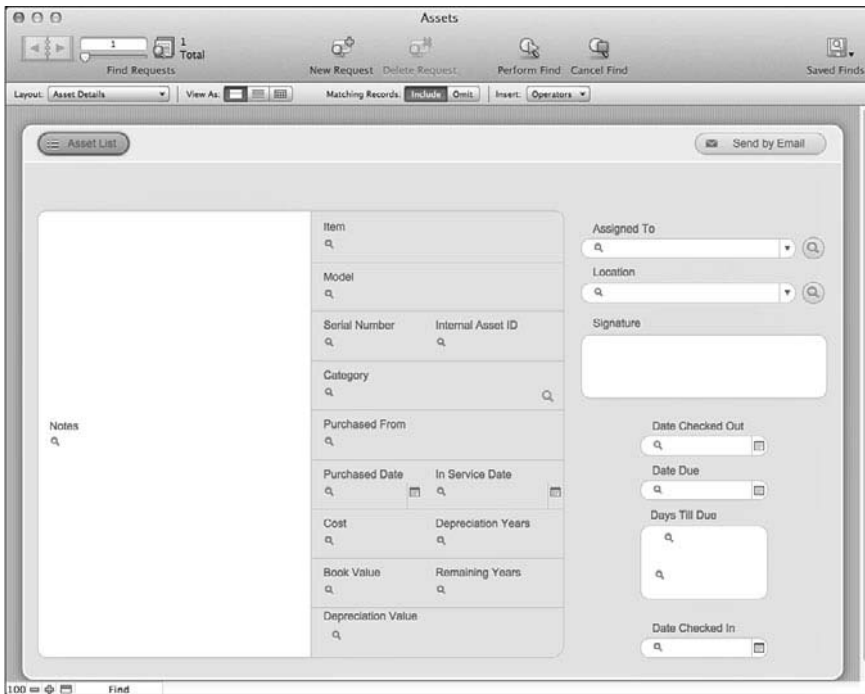 Assets
1
1
Total
Find Requests
New Request Delete Request Perform Find Cancel Find
Saved Finds
Layout: Asset Details View As: Matching Records: Include Omit Insert: Operators
Asset List
Send by Email
Item
Assigned To
Model
Location
Serial Number Internal Asset ID
Signature
Category
Notes
Purchased From
Date Checked Out
Purchased Date In Service Date
Date Due
Cost Depreciation Years
Days Till Due
Book Value Remaining Years
Depreciation Value
Date Checked In
100 Find